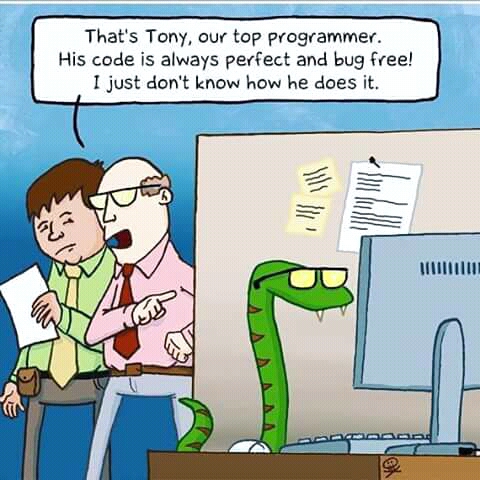 That's Tony, our top programmer.
His code is always perfect and bug free!
I just don't know how he does it.